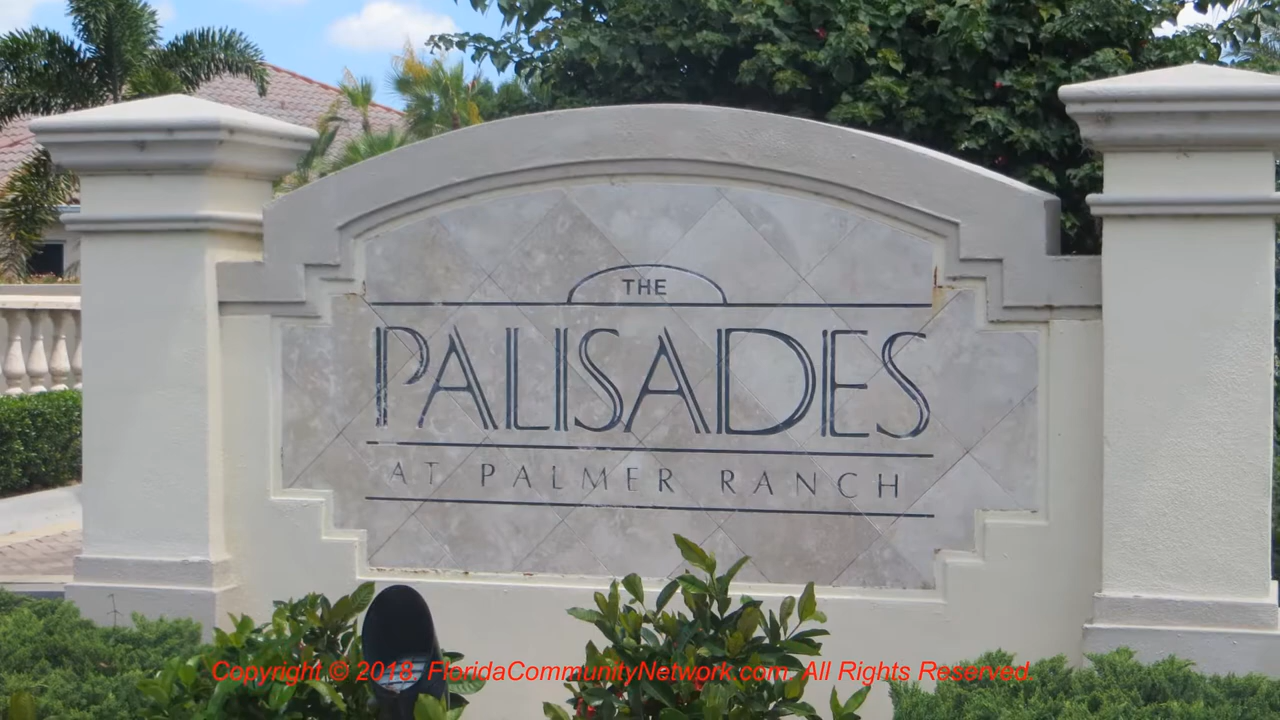 THE
PALISADES
AT PALMER RANCH
Copyright © 2018. FloridaCommunityNetwork.com. All Rights Reserved.